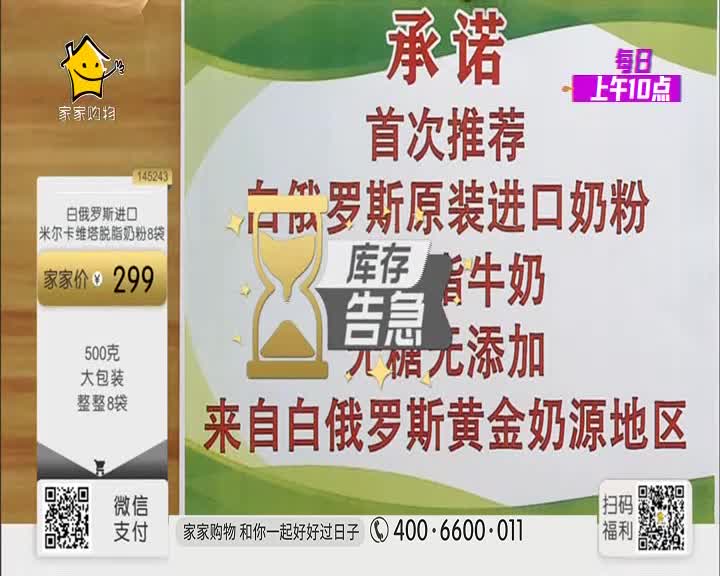 家家购物
承诺
每日
上午10点
首次推荐
白俄罗斯原装进口奶粉
脂牛奶
无糖无添加
来自白俄罗斯黄金奶源地区
库存
告急
145243
白俄罗斯进口
米尔卡维塔脱脂奶粉8袋
家家价 ¥ 299
500克
大包装
整整8袋
微信
支付
家家购物 和你一起好好过日子
400·6600·011
扫码
福利